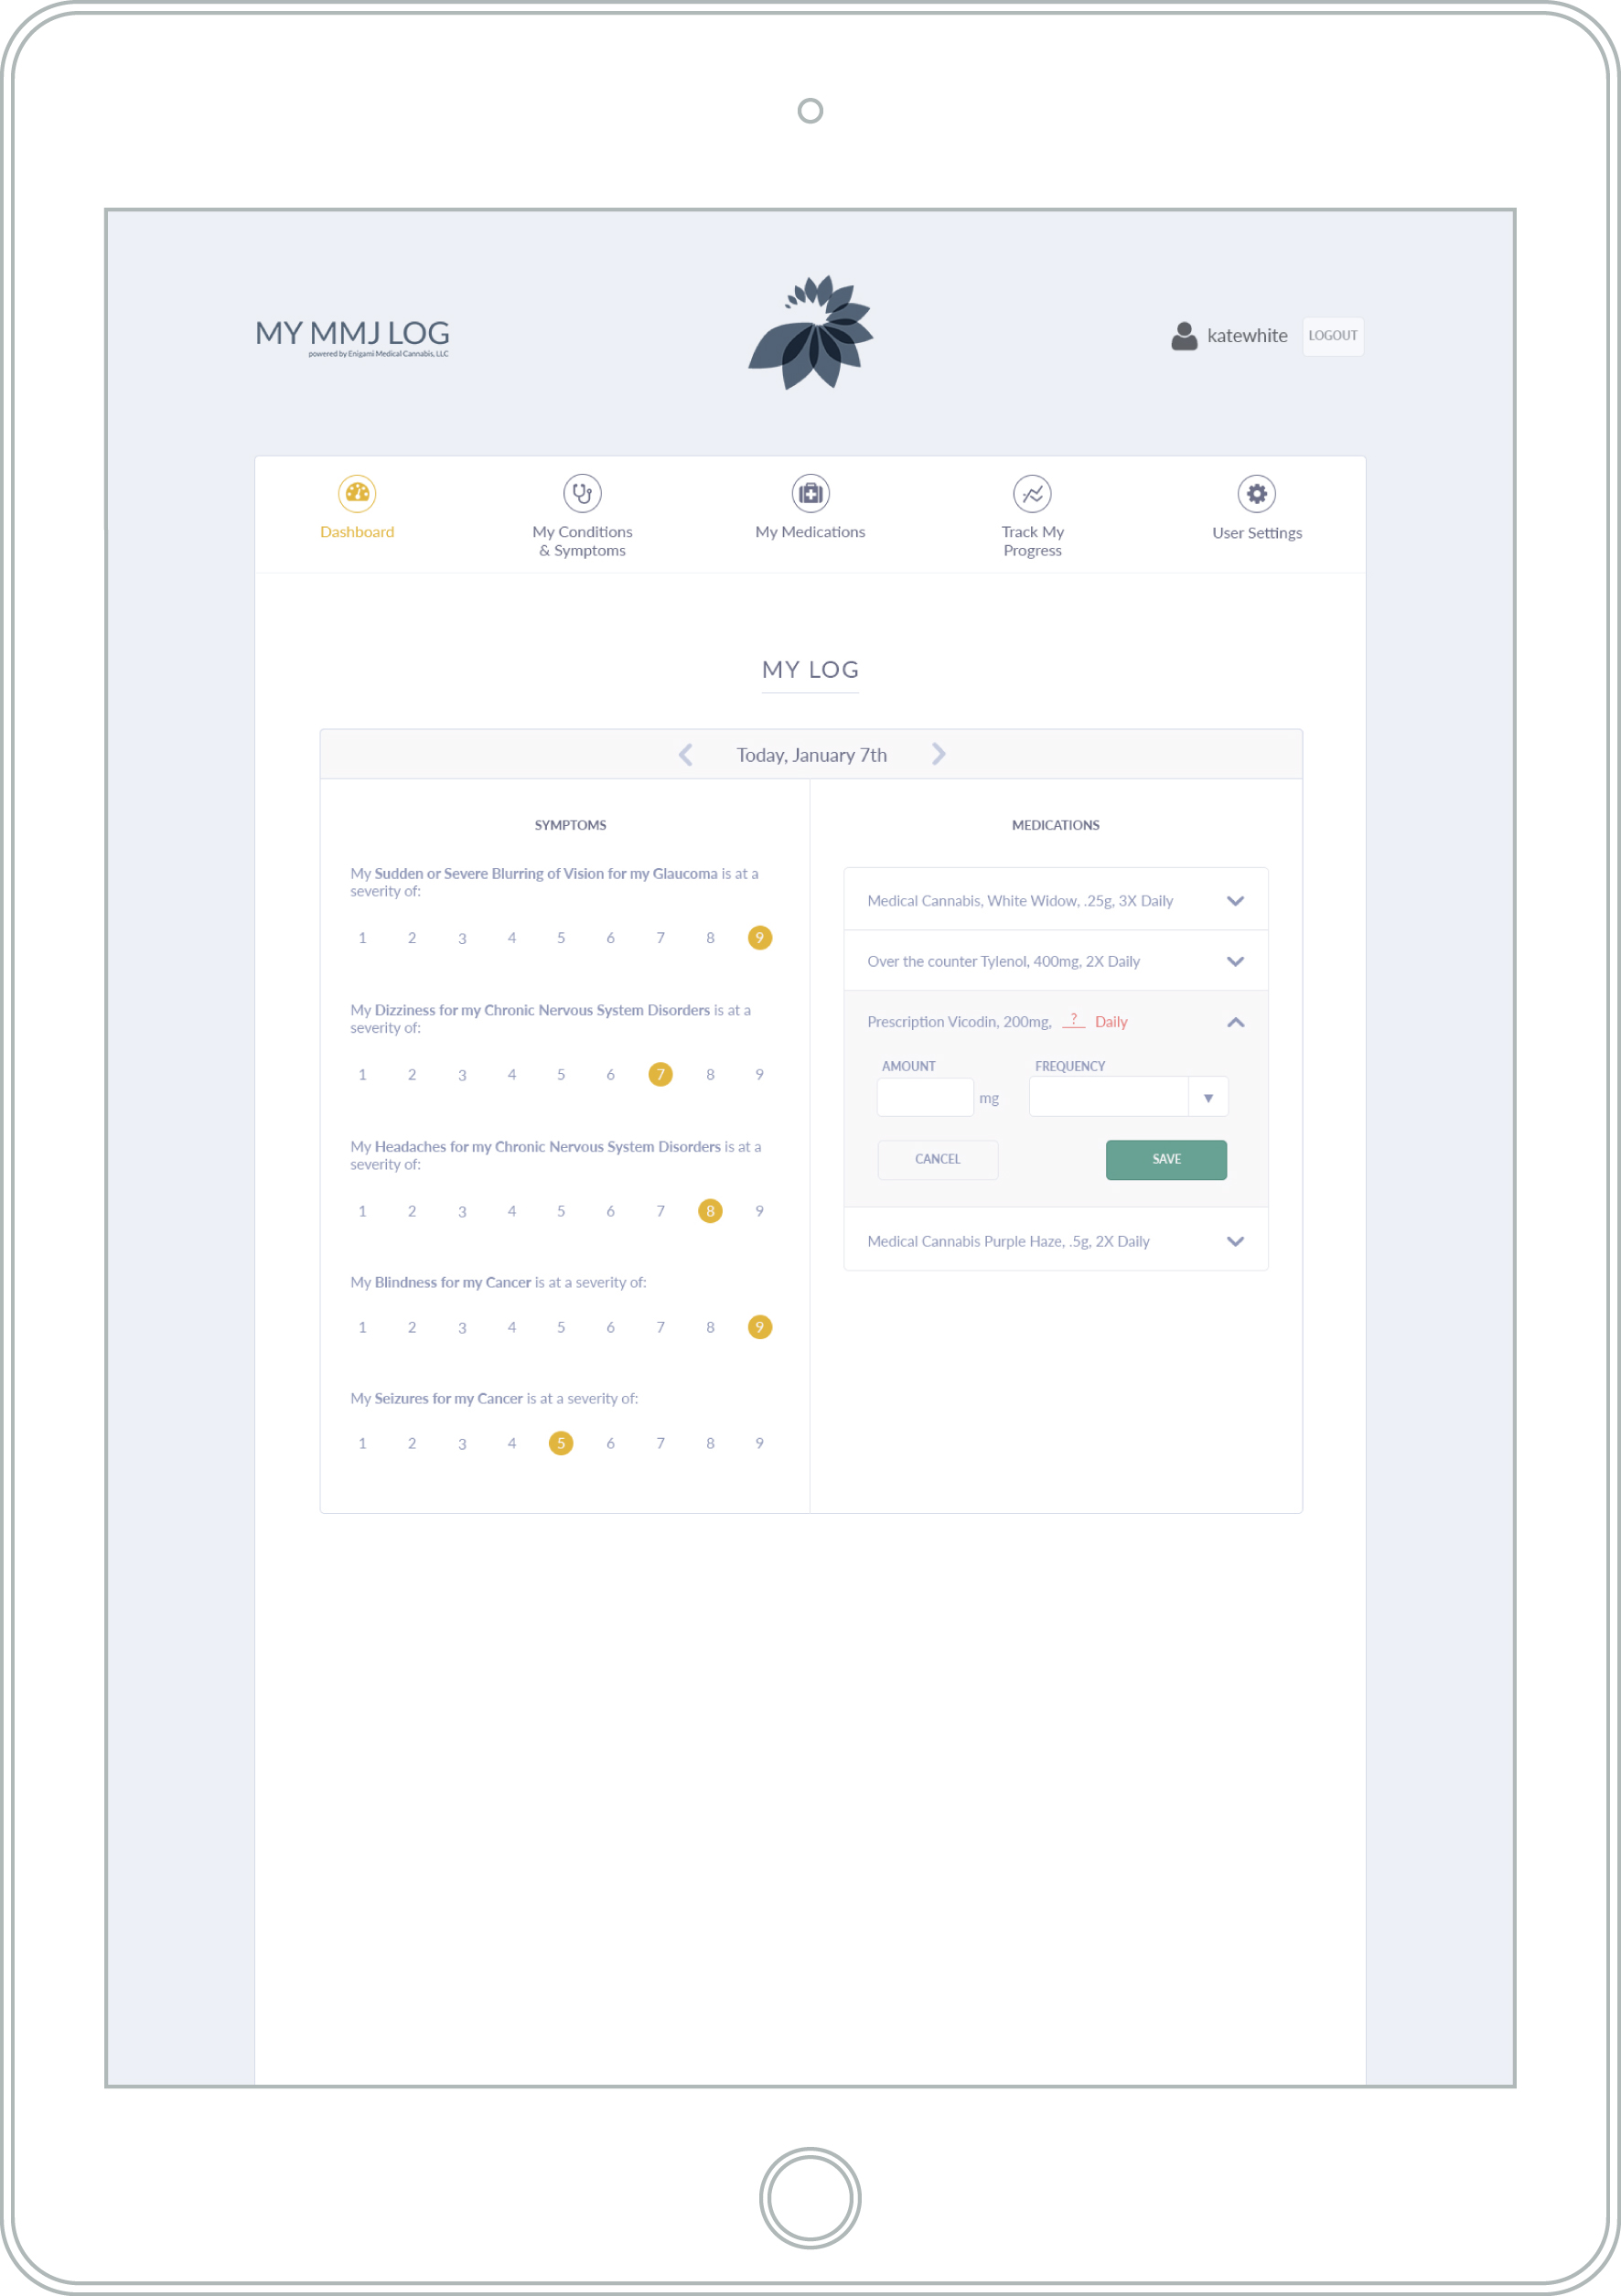 MY MMJ LOG
powered by Enigami Medical Cannabis, LLC
katewhite
LOGOUT
Dashboard
My Conditions
& Symptoms
My Medications
Track My
Progress
User Settings
MY LOG
Today, January 7th
SYMPTOMS
My Sudden or Severe Blurring of Vision for my Glaucoma is at a
severity of:
1 2 3 4 5 6 7 8 9
My Dizziness for my Chronic Nervous System Disorders is at a
severity of:
1 2 3 4 5 6 7 8 9
My Headaches for my Chronic Nervous System Disorders is at a
severity of:
1 2 3 4 5 6 7 8 9
My Blindness for my Cancer is at a severity of:
1 2 3 4 5 6 7 8 9
My Seizures for my Cancer is at a severity of:
1 2 3 4 5 6 7 8 9
MEDICATIONS
Medical Cannabis, White Widow, .25g, 3X Daily
Over the counter Tylenol, 400mg, 2X Daily
Prescription Vicodin, 200mg, ? Daily
AMOUNT FREQUENCY
mg
CANCEL SAVE
Medical Cannabis Purple Haze, .5g, 2X Daily